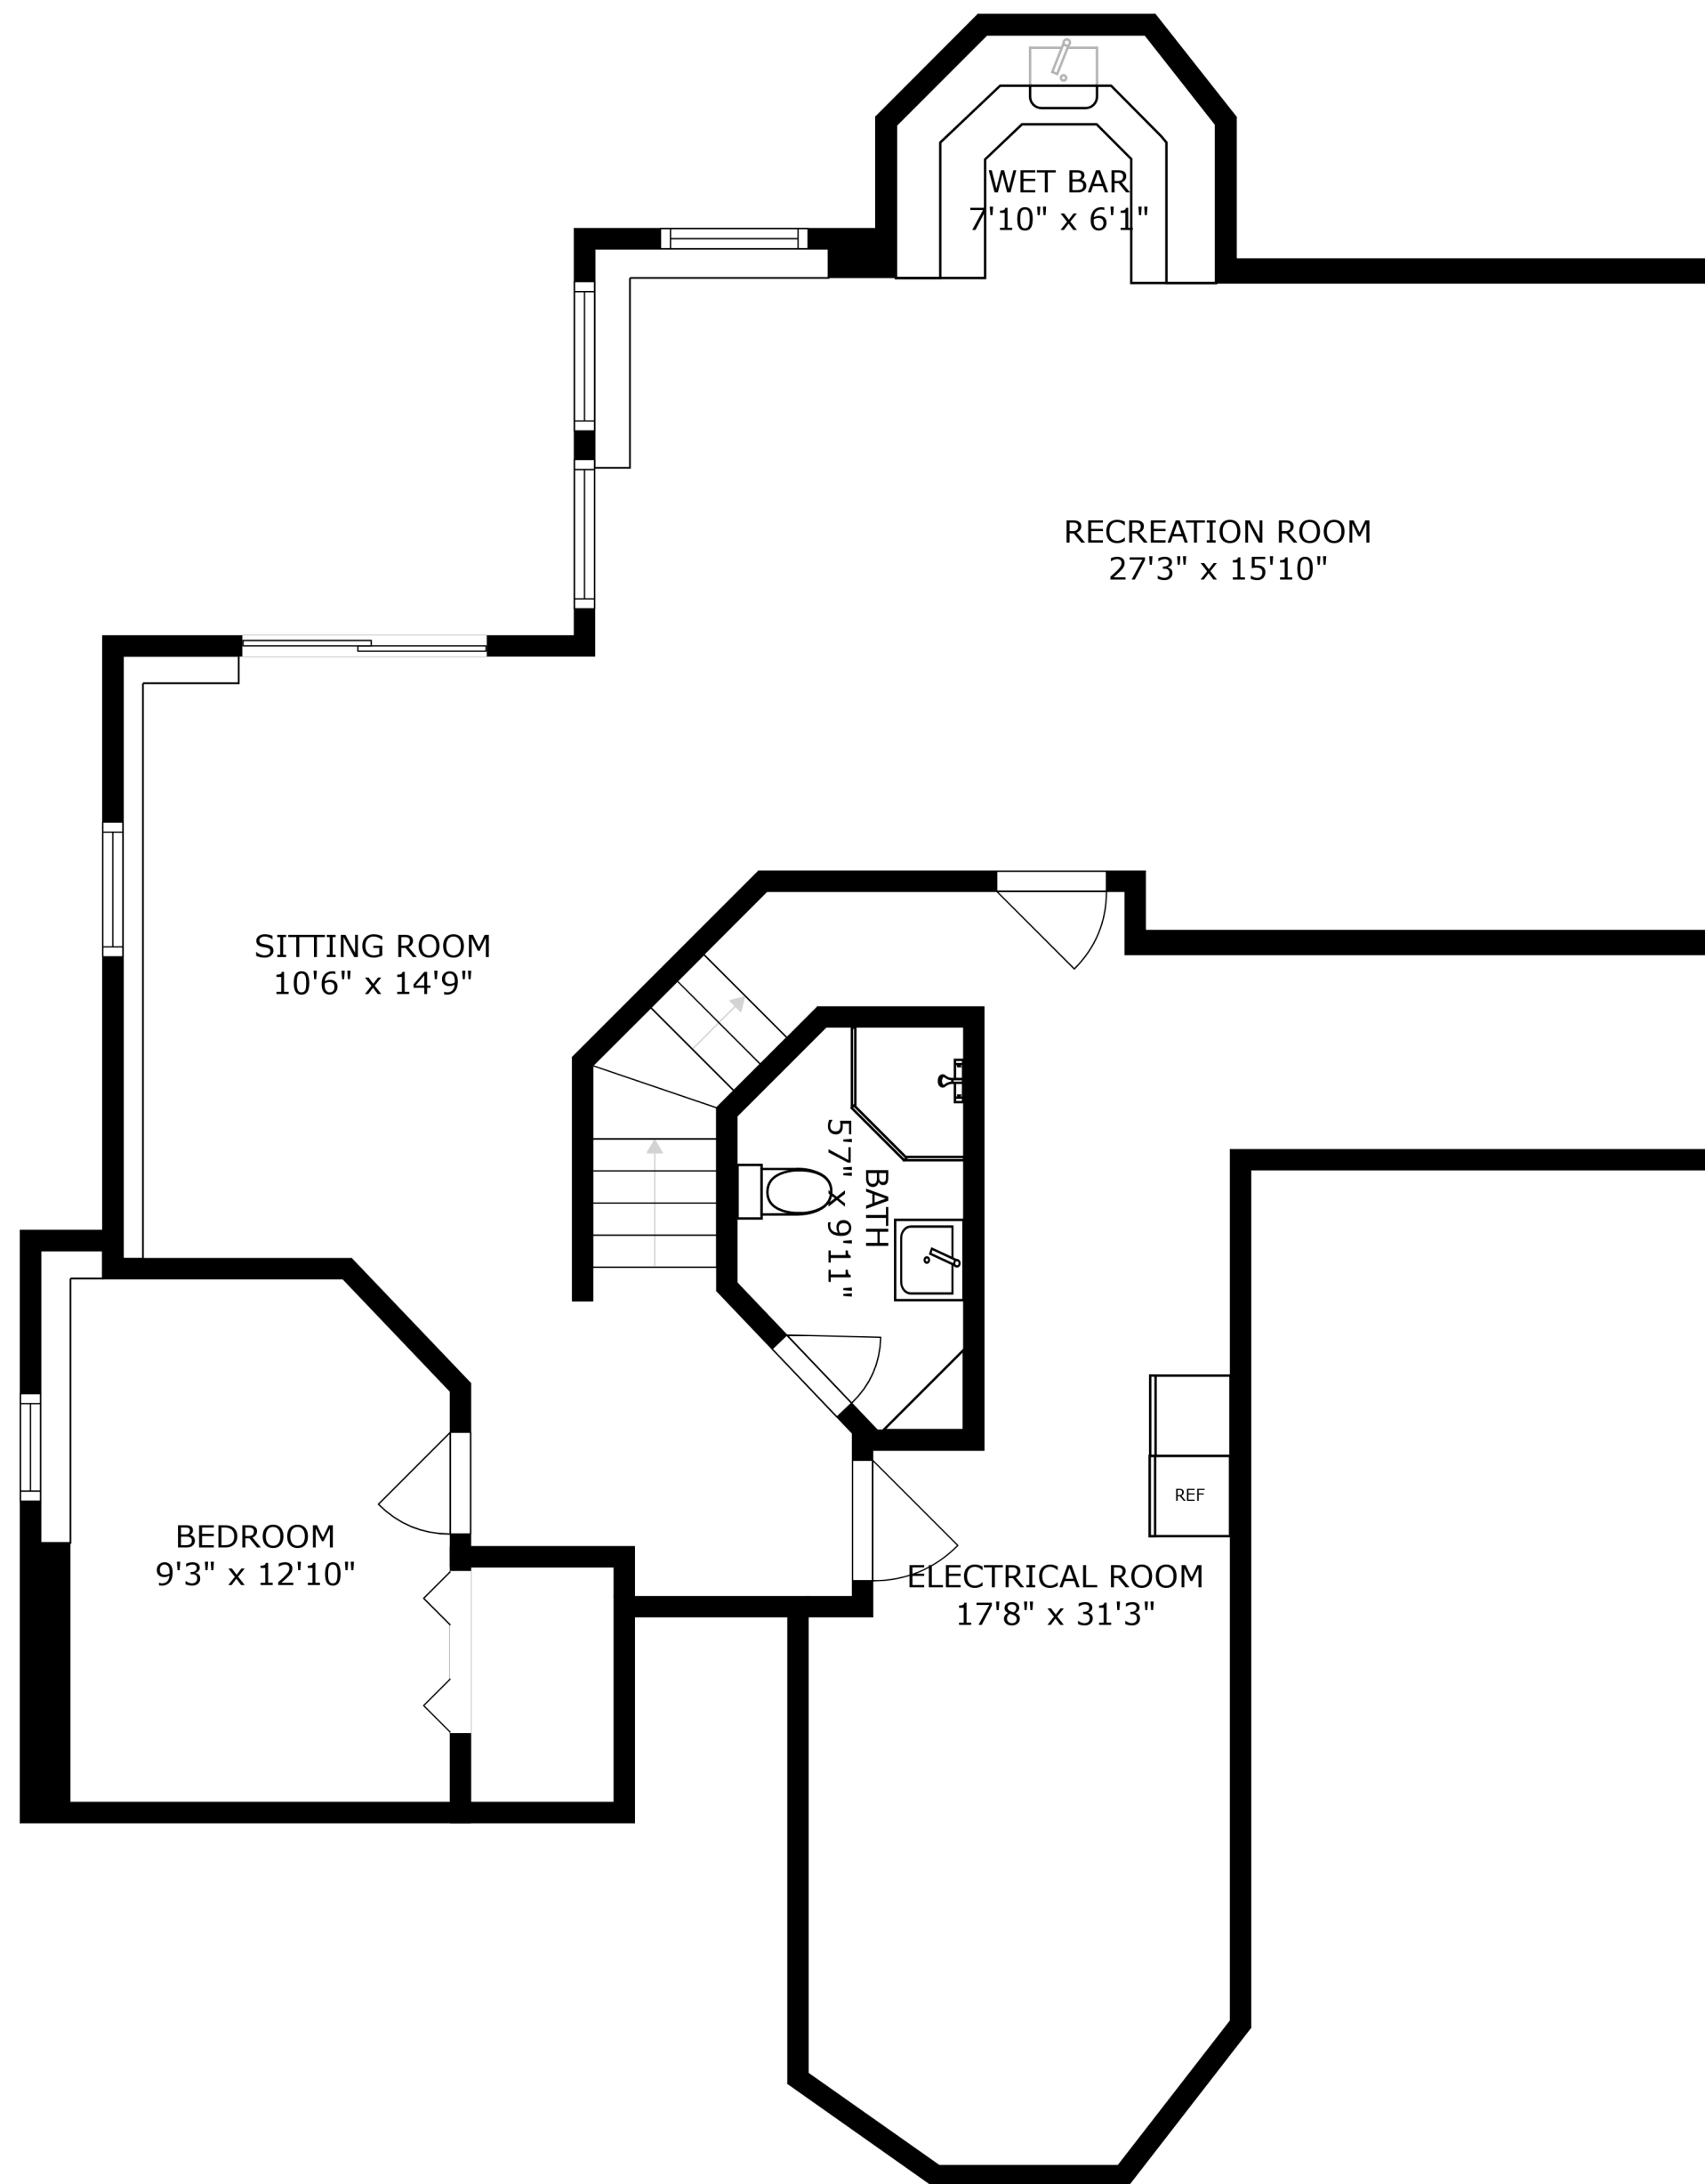 WET BAR
7'10" x 6'1"
RECREATION ROOM
27'3" x 15'10"
SITTING ROOM
10'6" x 14'9"
BATH
5'7" x 9'11"
REF
BEDROOM
9'3" x 12'10"
ELECTRICAL ROOM
17'8" x 31'3"